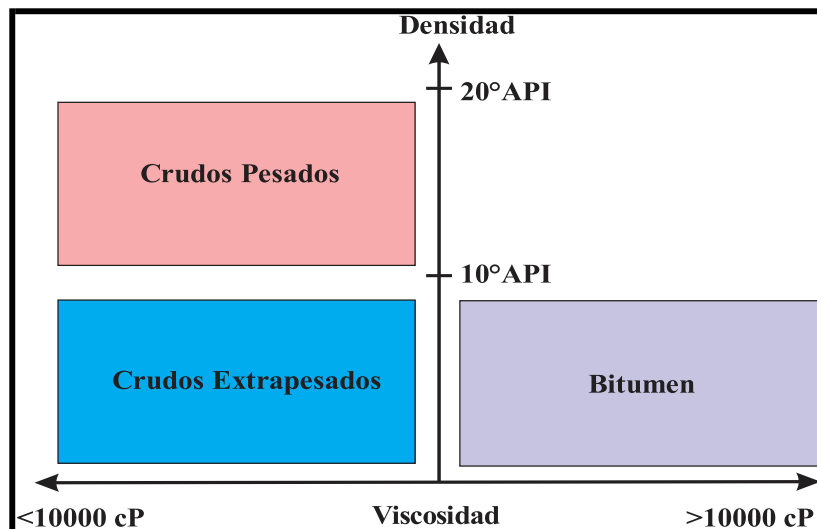 Densidad
20°API
Crudos Pesados
10°API
Crudos Extrapesados
Bitumen
<10000 cP
Viscosidad
>10000 cP